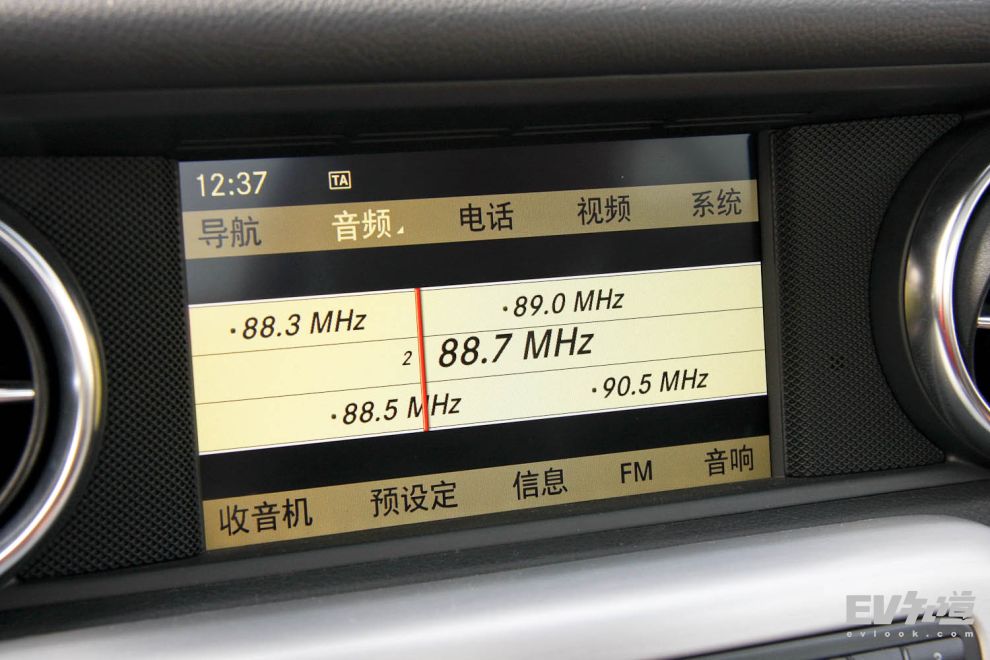 12:37 TA
导航 音频 电话 视频 系统
·88.3 MHz ·89.0 MHz
2 88.7 MHz
·88.5 MHz ·90.5 MHz
收音机 预设定 信息 FM 音响
EV知道
evlook.com